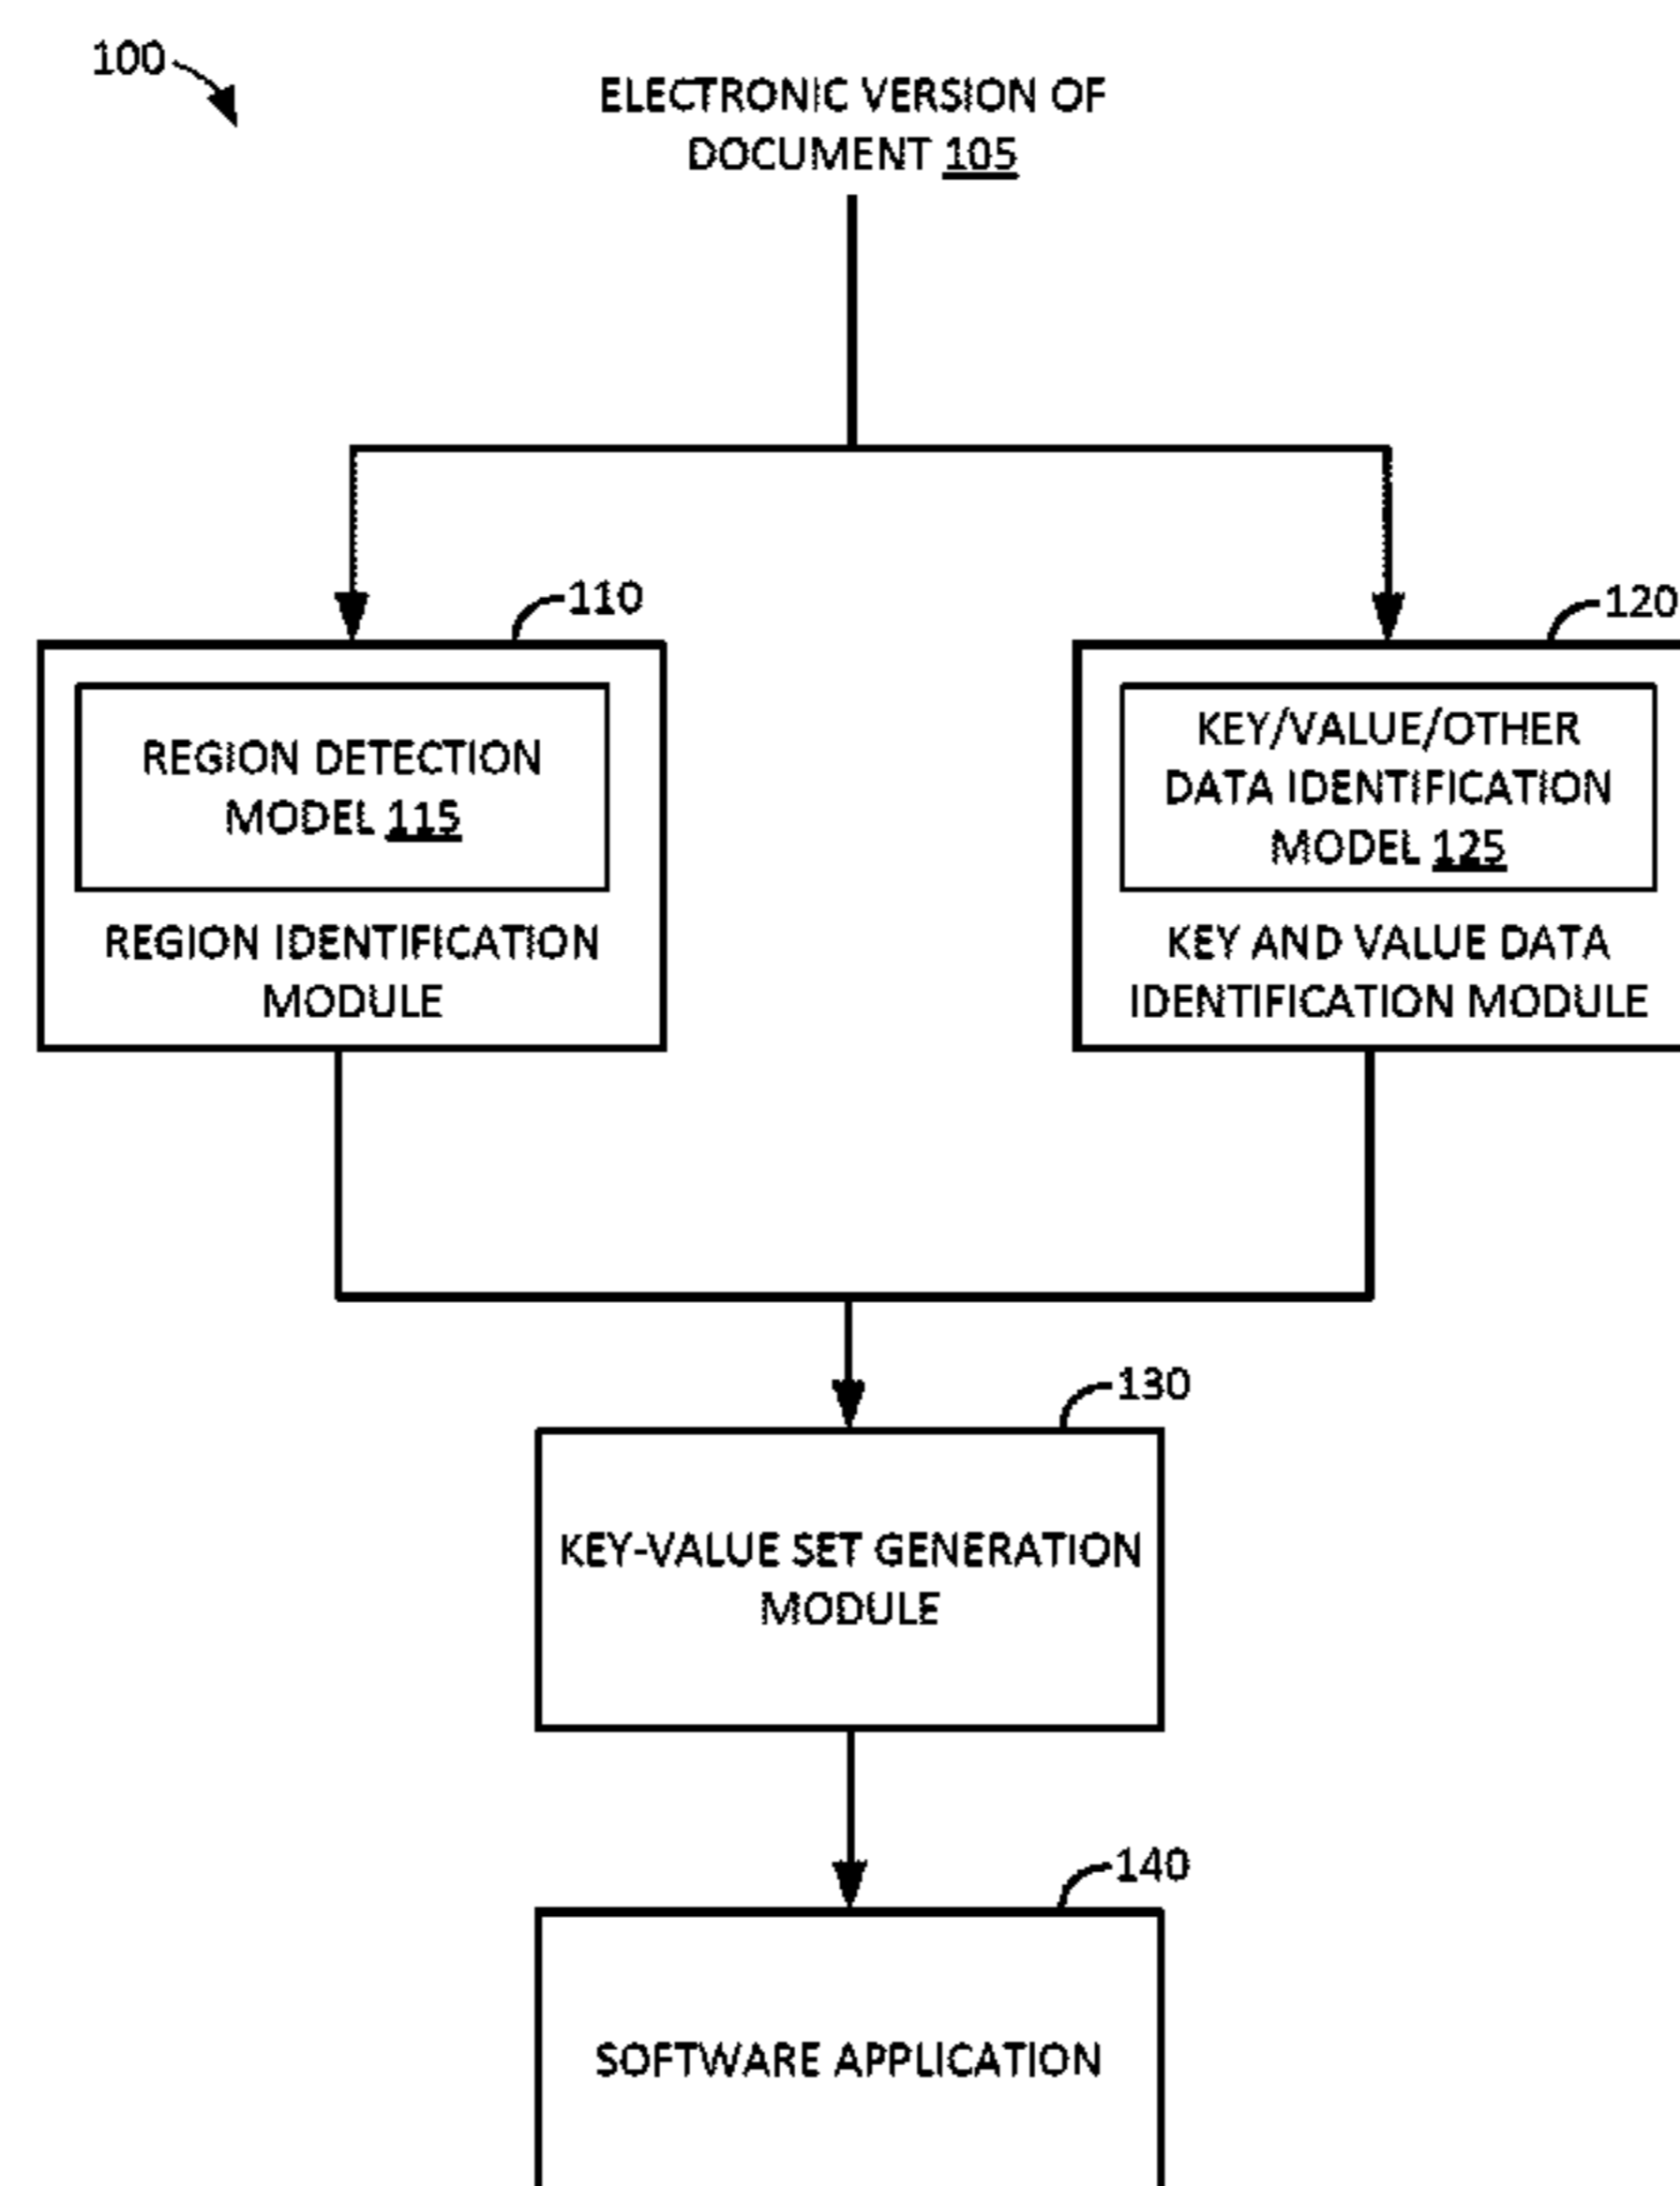 100
ELECTRONIC VERSION OF
DOCUMENT 105
110
120
REGION DETECTION
MODEL 115
REGION IDENTIFICATION
MODULE
KEY/VALUE/OTHER
DATA IDENTIFICATION
MODEL 125
KEY AND VALUE DATA
IDENTIFICATION MODULE
130
KEY-VALUE SET GENERATION
MODULE
140
SOFTWARE APPLICATION